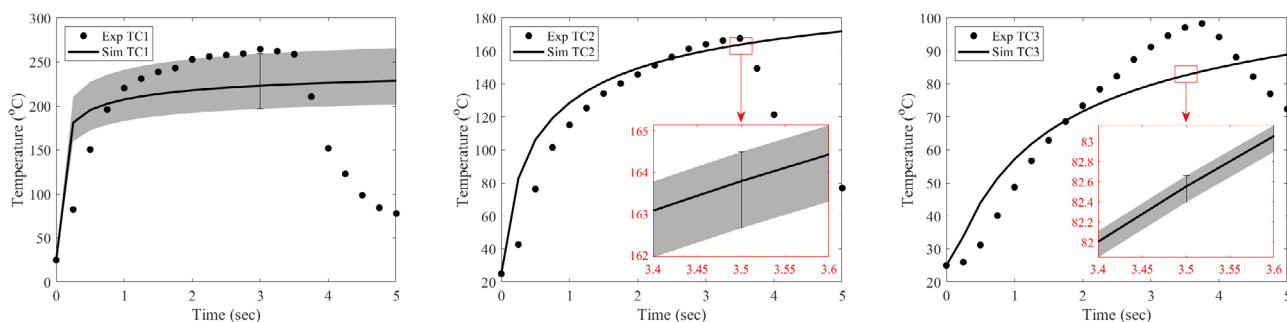 300
250
200
150
100
50
0
Temperature (°C)
Exp TC1
Sim TC1
0 1 2 3 4 5
Time (sec)
180
160
140
120
100
80
60
40
20
Temperature (°C)
Exp TC2
Sim TC2
165
164
163
162
3.4 3.45 3.5 3.55 3.6
0 1 2 3 4 5
Time (sec)
100
90
80
70
60
50
40
30
20
Temperature (°C)
Exp TC3
Sim TC3
83
82.8
82.6
82.4
82.2
82
3.4 3.45 3.5 3.55 3.6
0 1 2 3 4 5
Time (sec)